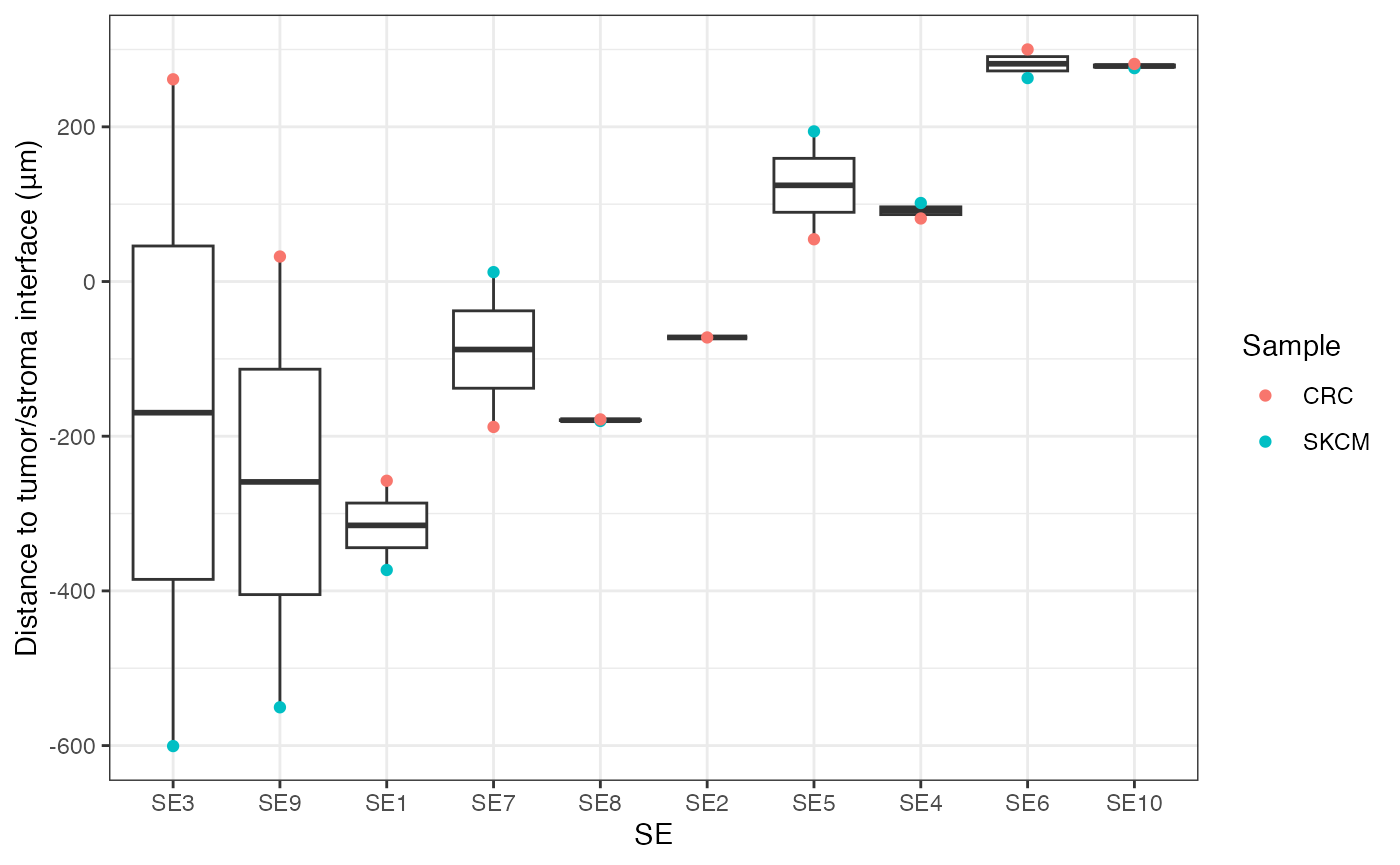 Distance to tumor/stroma interface (µm)
200
0
-200
-400
-600
SE3 SE9 SE1 SE7 SE8 SE2 SE5 SE4 SE6 SE10
SE
Sample
CRC
SKCM